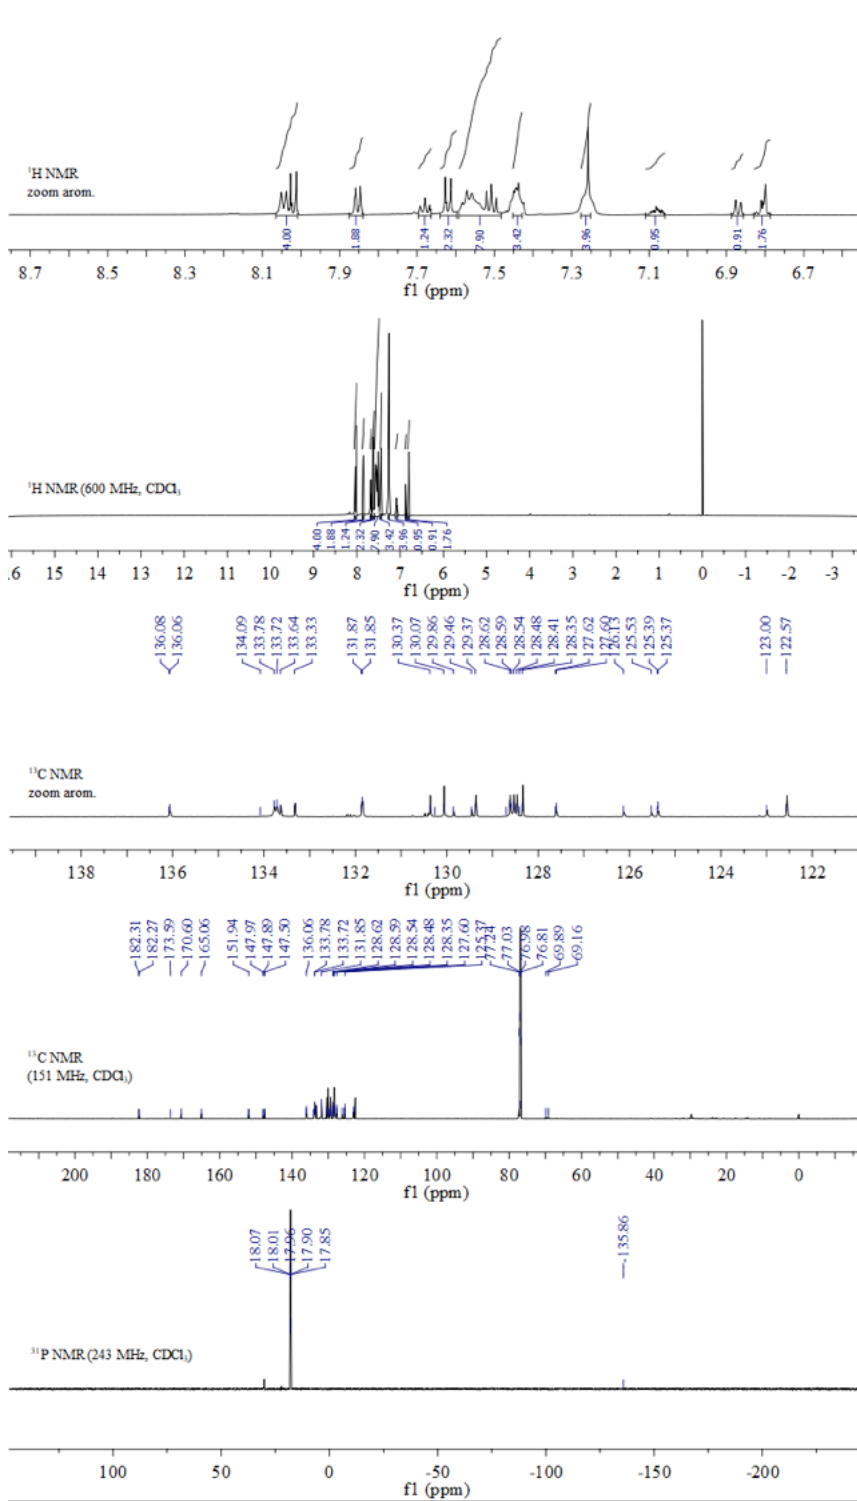 ¹H NMR
zoom arom.
4.00 1.88 1.24 2.32 7.90 3.42 3.96 0.95 0.91 1.76
8.7 8.5 8.3 8.1 7.9 7.7 7.5 7.3 7.1 6.9 6.7
f1 (ppm)
¹H NMR (600 MHz, CDCl₃
4.00 1.88 1.24 2.32 7.90 3.42 3.96 0.95 0.91 1.76
16 15 14 13 12 11 10 9 8 7 6 5 4 3 2 1 0 -1 -2 -3
f1 (ppm)
136.08 136.06 134.09 133.78 133.72 133.64 133.33 131.87 131.85 130.37 130.07 129.86 129.46 129.37 128.62 128.59 128.54 128.48 128.41 128.35 127.62 127.60 126.13 125.53 125.39 125.37 123.00 122.57
¹³C NMR
zoom arom.
138 136 134 132 130 128 126 124 122
f1 (ppm)
182.31 182.27 173.59 170.60 165.06 151.94 147.97 147.89 147.50 136.06 133.78 133.72 131.85 128.62 128.59 128.54 128.48 128.35 127.60 125.37 77.24 77.03 76.98 76.81 69.89 69.16
¹³C NMR
(151 MHz, CDCl₃)
200 180 160 140 120 100 80 60 40 20 0
f1 (ppm)
18.07 18.01 17.96 17.90 17.85 -135.86
³¹P NMR (243 MHz, CDCl₃)
100 50 0 -50 -100 -150 -200
f1 (ppm)